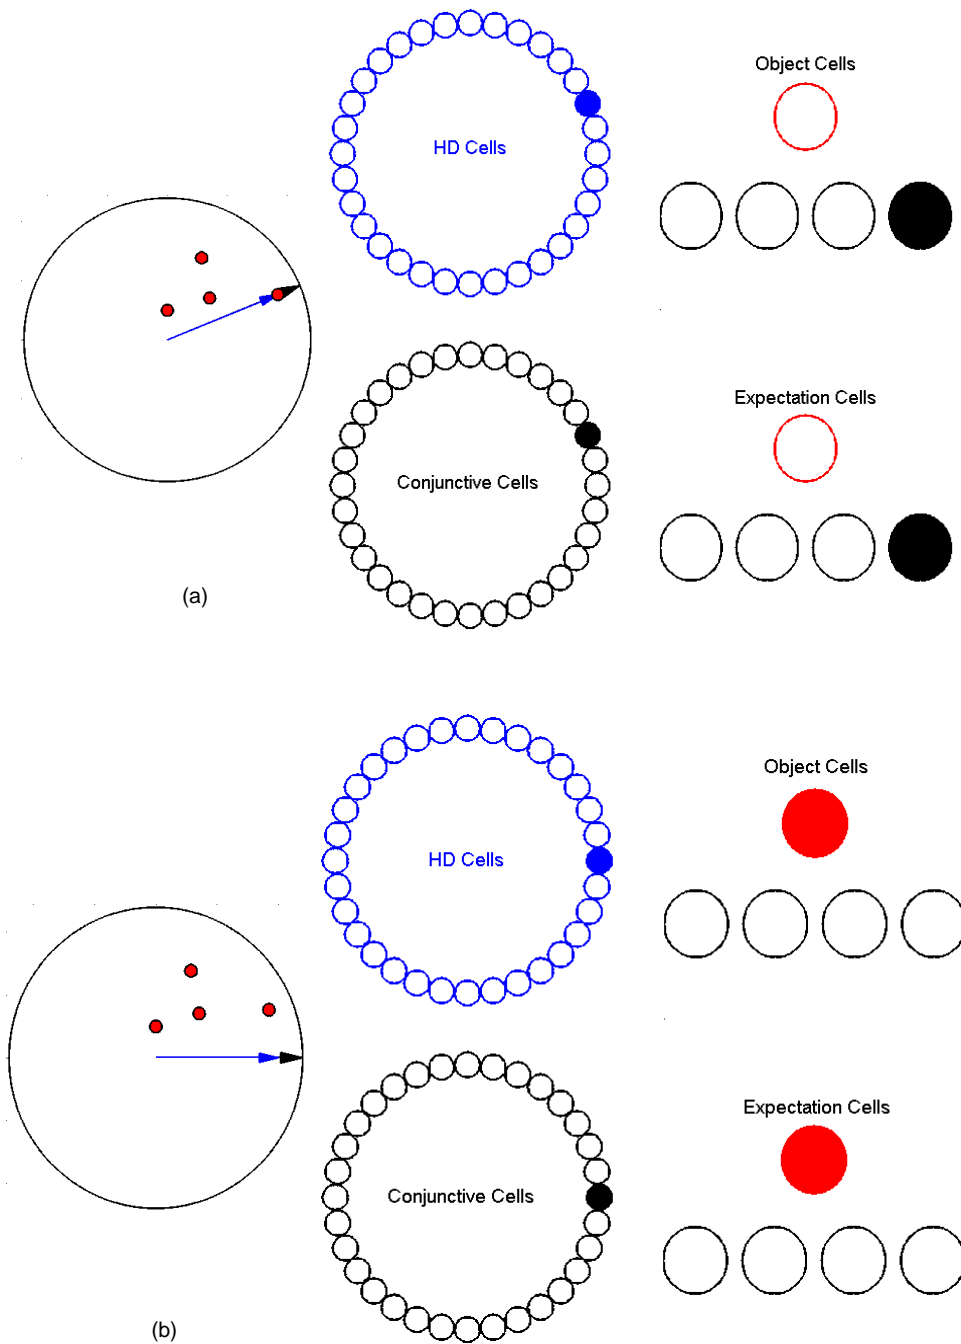 Object Cells
HD Cells
Expectation Cells
Conjunctive Cells
(a)
Object Cells
HD Cells
Expectation Cells
Conjunctive Cells
(b)